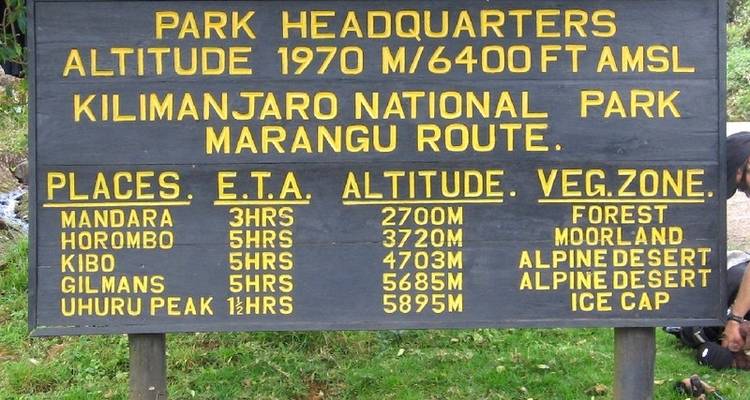 PARK HEADQUARTERS
ALTITUDE 1970 M/6400FT AMSL
KILIMANJARO NATIONAL PARK
MARANGU ROUTE.
PLACES. E.T.A. ALTITUDE. VEG.ZONE.
MANDARA 3HRS 2700M FOREST
HOROMBO 5HRS 3720M MOORLAND
KIBO 5HRS 4703M ALPINE DESERT
GILMANS 5HRS 5685M ALPINE DESERT
UHURU PEAK 1½HRS 5895M ICE CAP